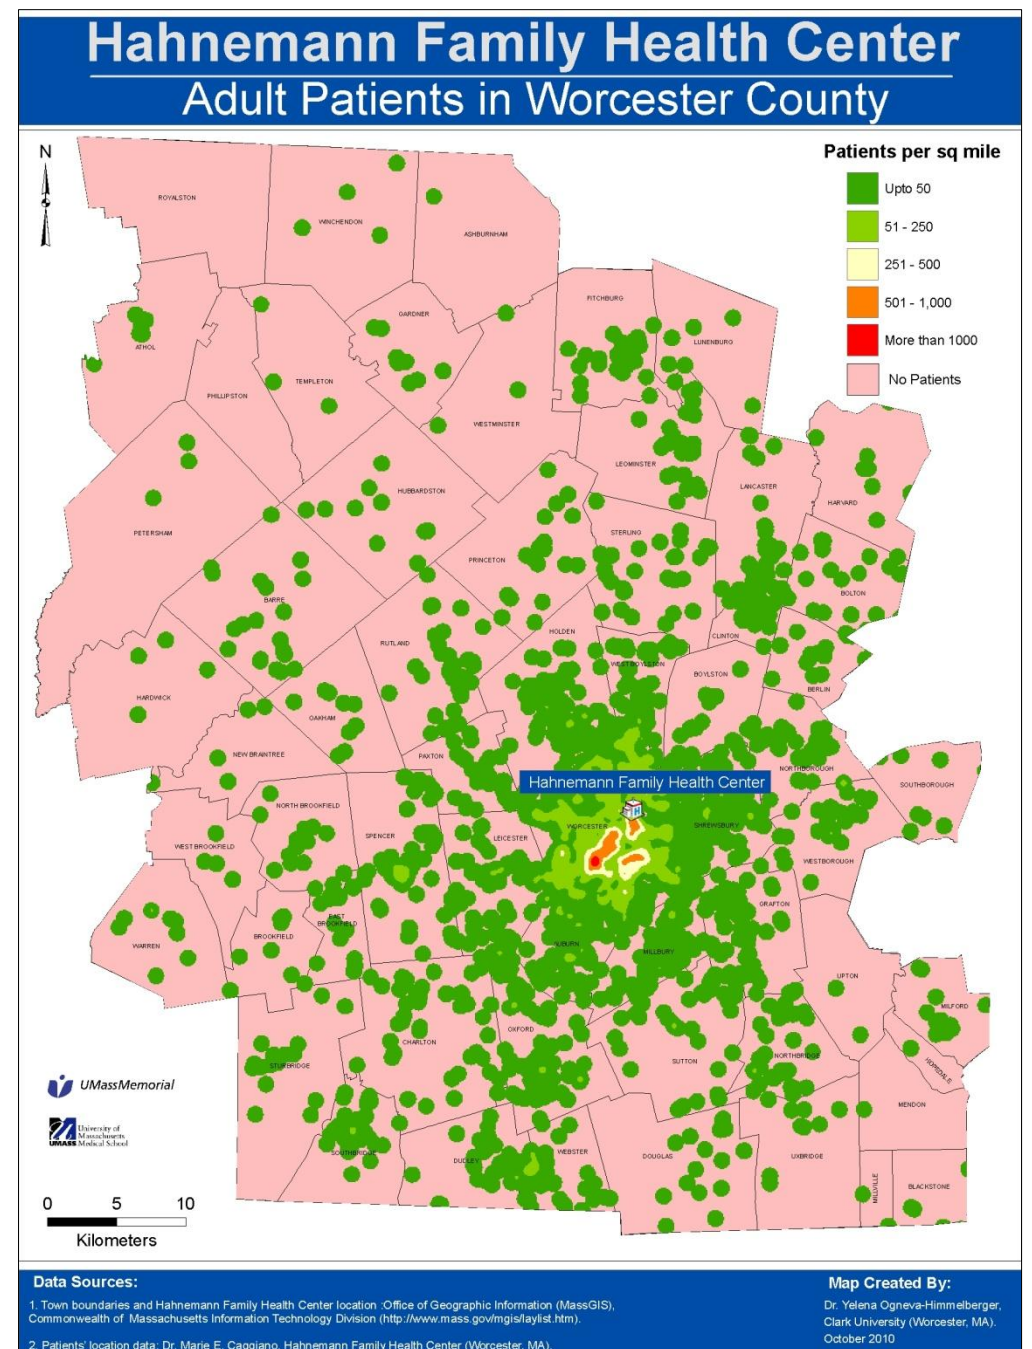 Hahnemann Family Health Center
Adult Patients in Worcester County
N
Patients per sq mile
Upto 50
51 - 250
251 - 500
501 - 1,000
More than 1000
No Patients
ROYALSTON
WINCHENDON
ASHBURNHAM
FITCHBURG
LUNENBURG
GARDNER
ATHOL
TEMPLETON
PHILLIPSTON
WESTMINSTER
LEOMINSTER
LANCASTER
HARVARD
HUBBARDSTON
PETERSHAM
STERLING
PRINCETON
BOLTON
BARRE
CLINTON
HOLDEN
RUTLAND
WEST BOYLSTON
BOYLSTON
BERLIN
HARDWICK
OAKHAM
PAXTON
NEW BRAINTREE
NORTHBOROUGH
SOUTHBOROUGH
Hahnemann Family Health Center
H
NORTH BROOKFIELD
SPENCER
LEICESTER
WORCESTER
SHREWSBURY
WEST BROOKFIELD
WESTBOROUGH
GRAFTON
EAST
BROOKFIELD
BROOKFIELD
WARREN
AUBURN
MILLBURY
UPTON
MILFORD
OXFORD
CHARLTON
SUTTON
NORTHBRIDGE
HOPEDALE
STURBRIDGE
MENDON
UMassMemorial
University of
Massachusetts
UMASS Medical School
SOUTHBRIDGE
DUDLEY
WEBSTER
DOUGLAS
UXBRIDGE
MILLVILLE
BLACKSTONE
0 5 10
Kilometers
Data Sources:
1. Town boundaries and Hahnemann Family Health Center location :Office of Geographic Information (MassGIS),
Commonwealth of Massachusetts Information Technology Division (http://www.mass.gov/mgis/laylist.htm).
2. Patients' location data: Dr. Marie E. Caggiano, Hahnemann Family Health Center (Worcester, MA).
Map Created By:
Dr. Yelena Ogneva-Himmelberger,
Clark University (Worcester, MA).
October 2010